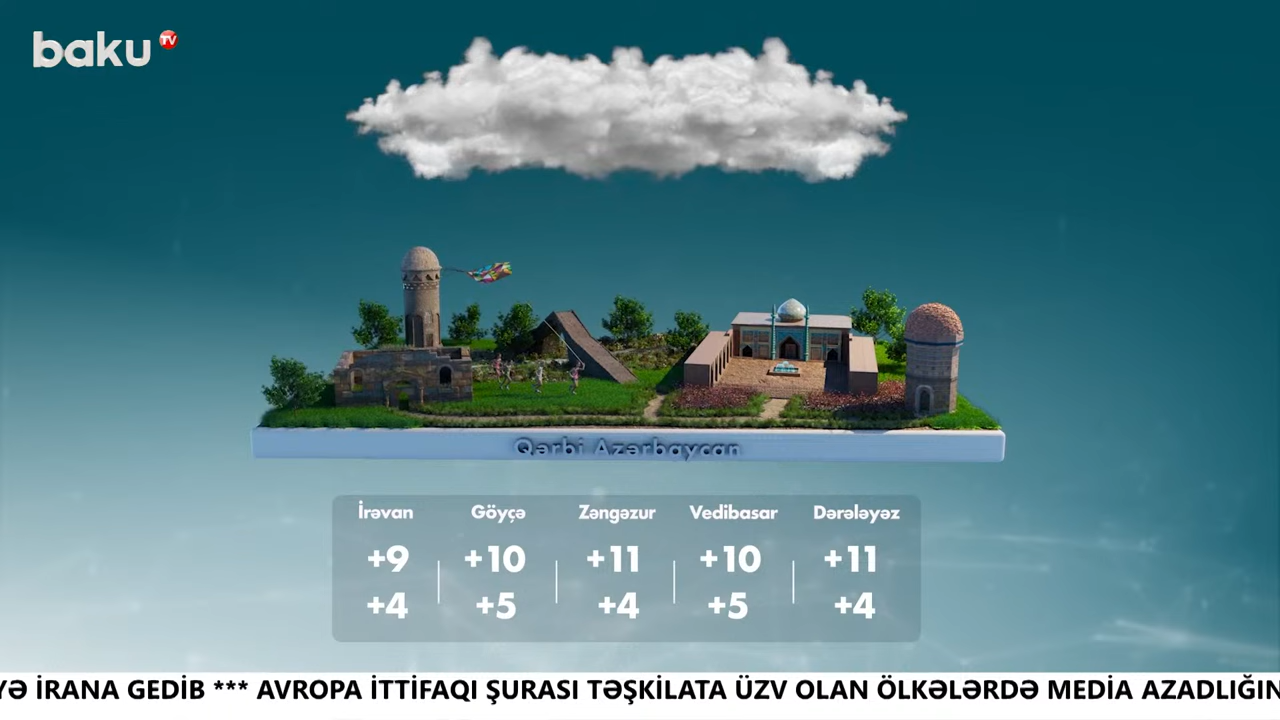 baku TV
Qərbi Azərbaycan
İrəvan Göyçə Zəngəzur Vedibasar Dərələyəz
+9 +10 +11 +10 +11
+4 +5 +4 +5 +4
YƏ İRANA GEDİB *** AVROPA İTTİFAQI ŞURASI TƏŞKİLATA ÜZV OLAN ÖLKƏLƏRDƏ MEDİA AZADLIĞIN